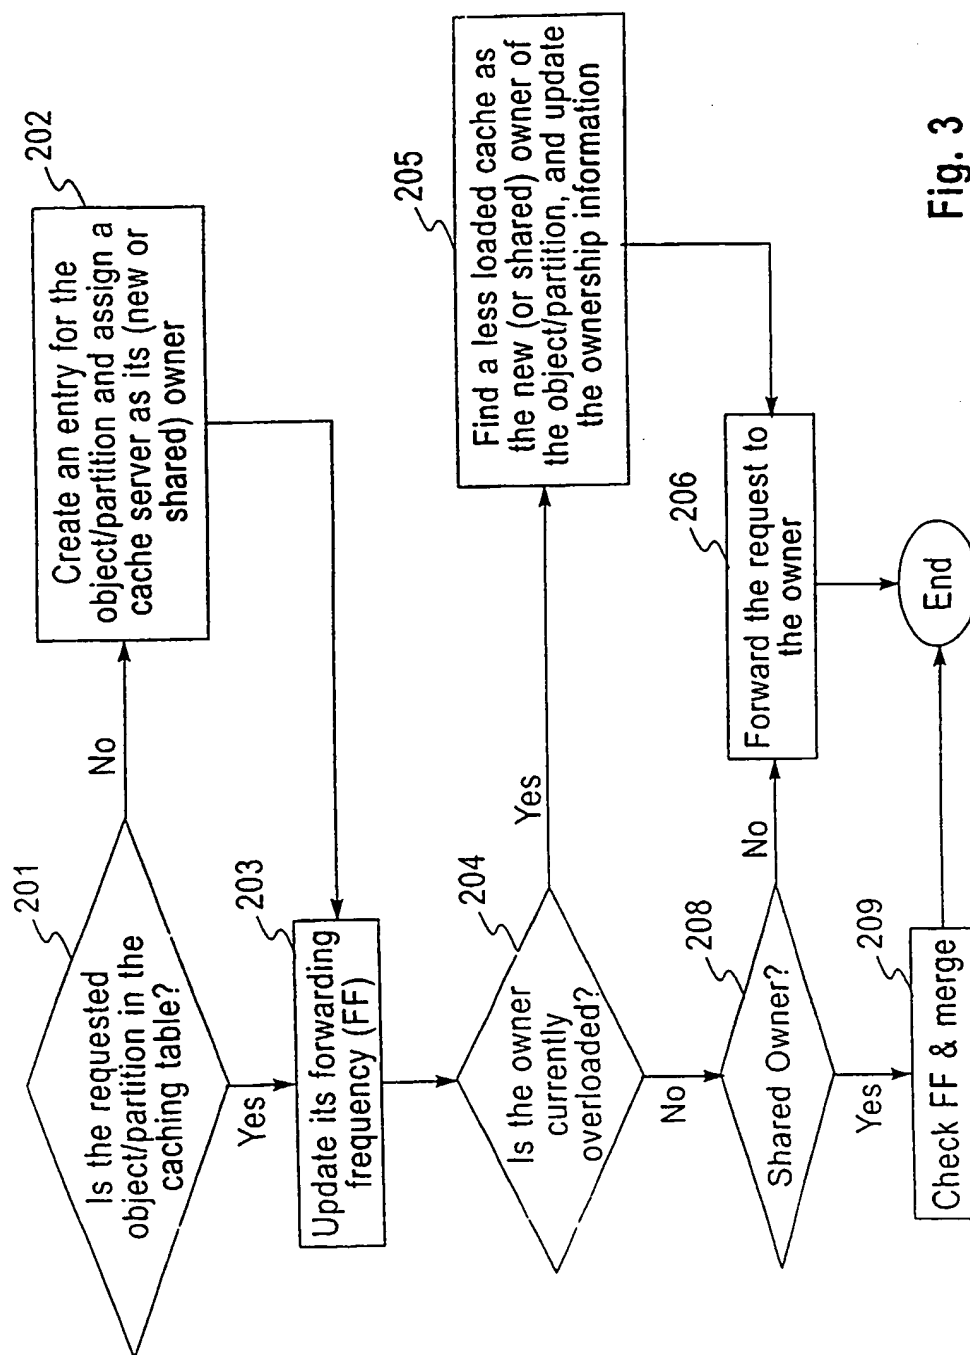 201
Is the requested
object/partition in the
caching table?
No
Yes
202
Create an entry for the
object/partition and assign a
cache server as its (new or
shared) owner
203
Update its forwarding
frequency (FF)
204
Is the owner
currently
overloaded?
Yes
No
205
Find a less loaded cache as
the new (or shared) owner of
the object/partition, and update
the ownership information
208
Shared Owner?
No
Yes
206
Forward the request to
the owner
209
Check FF & merge
End
Fig. 3